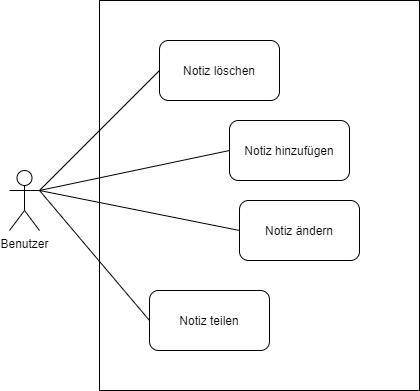 Notiz löschen
Notiz hinzufügen
Benutzer
Notiz ändern
Notiz teilen